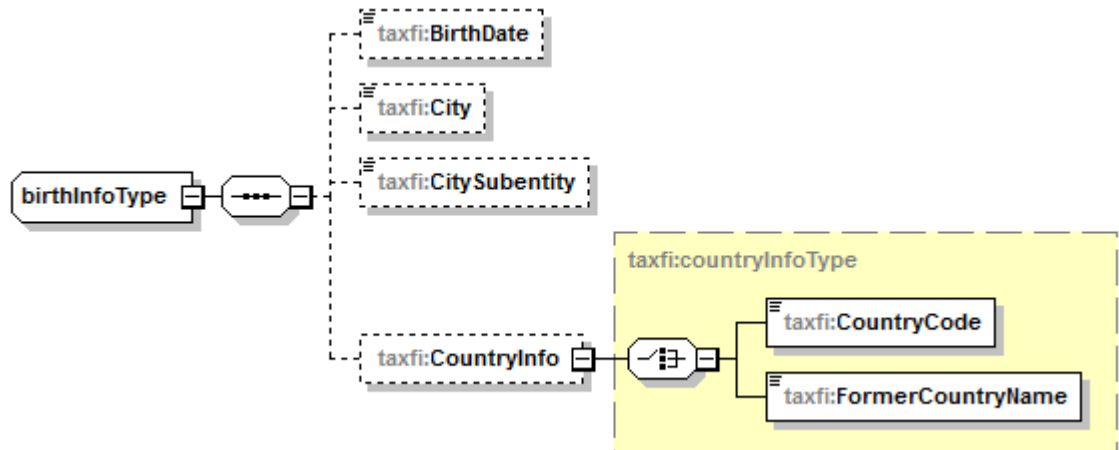 taxfi:BirthDate
taxfi:City
taxfi:CitySubentity
birthInfoType
taxfi:countryInfoType
taxfi:CountryInfo
taxfi:CountryCode
taxfi:FormerCountryName